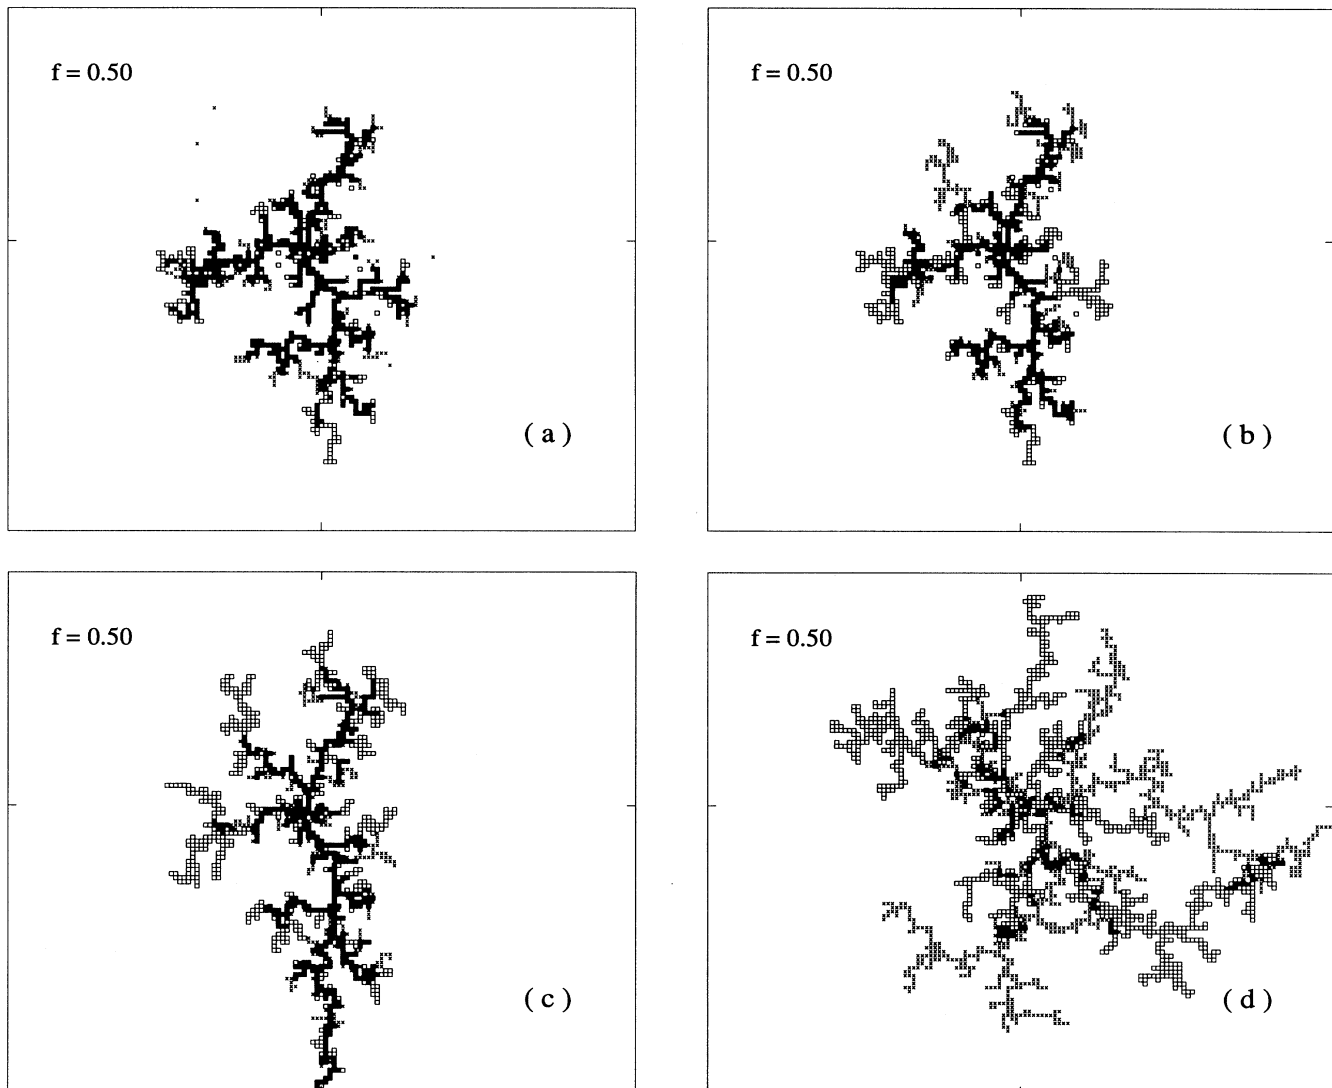 f = 0.50
( a )
f = 0.50
( b )
f = 0.50
( c )
f = 0.50
( d )